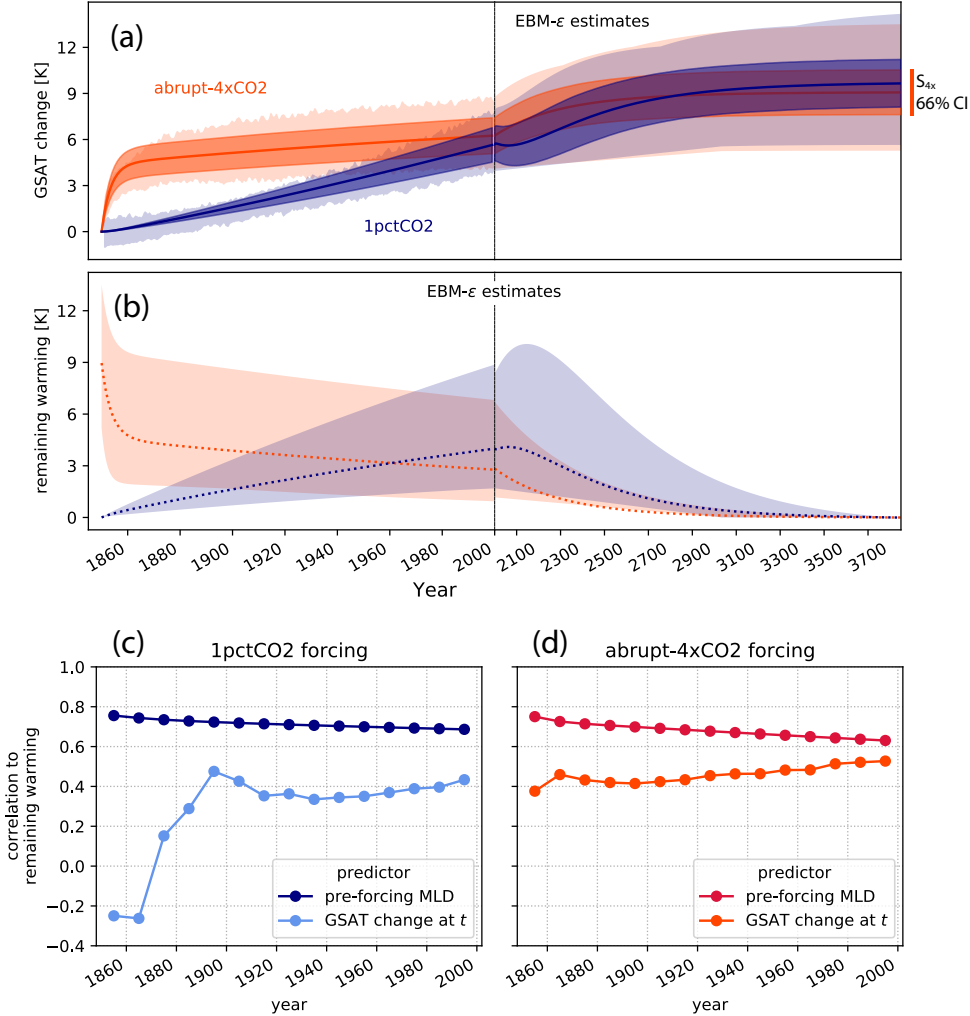 (a)
EBM-ε estimates
GSAT change [K]
12
9
6
3
0
abrupt-4xCO2
1pctCO2
S4x
66% CI
(b)
EBM-ε estimates
remaining warming [K]
12
9
6
3
0
1860
1880
1900
1920
1940
1960
1980
2000
2100
2300
2500
2700
2900
3100
3300
3500
3700
Year
(c)
1pctCO2 forcing
correlation to
remaining warming
1.0
0.8
0.6
0.4
0.2
0.0
−0.2
−0.4
predictor
pre-forcing MLD
GSAT change at t
1860
1880
1900
1920
1940
1960
1980
2000
year
(d)
abrupt-4xCO2 forcing
predictor
pre-forcing MLD
GSAT change at t
1860
1880
1900
1920
1940
1960
1980
2000
year